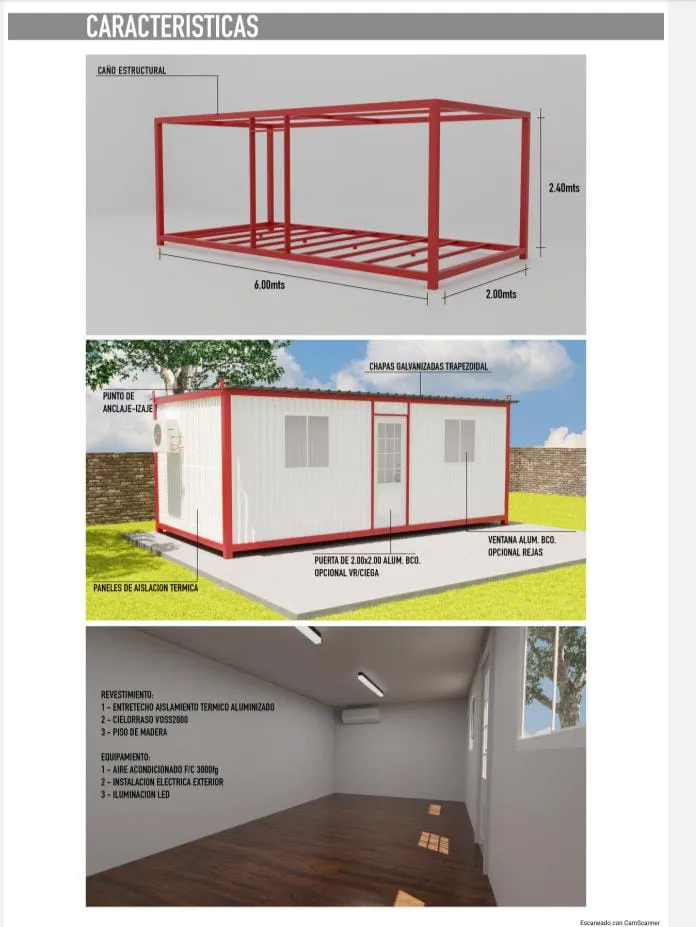 CARACTERISTICAS
CAÑO ESTRUCTURAL
2.40mts
6.00mts
2.00mts
CHAPAS GALVANIZADAS TRAPEZOIDAL
PUNTO DE
ANCLAJE-IZAJE
VENTANA ALUM. BCO.
OPCIONAL REJAS
PUERTA DE 2.00x2.00 ALUM. BCO.
OPCIONAL VR/CIEGA
PANELES DE AISLACION TERMICA
REVESTIMIENTO:
1 - ENTRETECHO AISLAMIENTO TERMICO ALUMINIZADO
2 - CIELORRASO VOSS2000
3 - PISO DE MADERA
EQUIPAMIENTO:
1 - AIRE ACONDICIONADO F/C 3000fg
2 - INSTALACION ELECTRICA EXTERIOR
3 - ILUMINACION LED
Escaneado con CamScanner